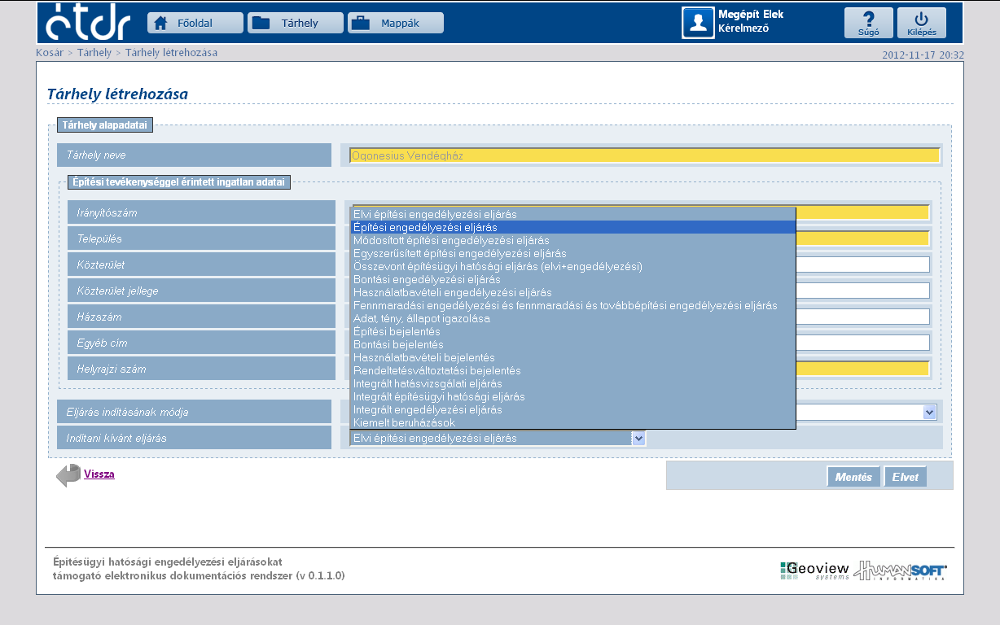 étdr
Főoldal
Tárhely
Mappák
Megépít Elek
Kérelmező
?
Súgó
Kilépés
Kosár > Tárhely > Tárhely létrehozása
2012-11-17 20:32
Tárhely létrehozása
Tárhely alapadatai
Tárhely neve
Ogonesius Vendégház
Építési tevékenységgel érintett ingatlan adatai
Irányítószám
Település
Közterület
Közterület jellege
Házszám
Egyéb cím
Helyrajzi szám
Elvi építési engedélyezési eljárás
Építési engedélyezési eljárás
Módosított építési engedélyezési eljárás
Egyszerűsített építési engedélyezési eljárás
Összevont építésügyi hatósági eljárás (elvi+engedélyezési)
Bontási engedélyezési eljárás
Használatbavételi engedélyezési eljárás
Fennmaradási engedélyezési és fennmaradási és továbbépítési engedélyezési eljárás
Adat, tény, állapot igazolása
Építési bejelentés
Bontási bejelentés
Használatbavételi bejelentés
Rendeltetésváltoztatási bejelentés
Integrált hatásvizsgálati eljárás
Integrált építésügyi hatósági eljárás
Integrált engedélyezési eljárás
Kiemelt beruházások
Eljárás indításának módja
Indítani kívánt eljárás
Elvi építési engedélyezési eljárás
Vissza
Mentés
Elvet
Építésügyi hatósági engedélyezési eljárásokat
támogató elektronikus dokumentációs rendszer (v 0.1.1.0)
Geoview
systems
HUMANSOFT
INFORMATIKA